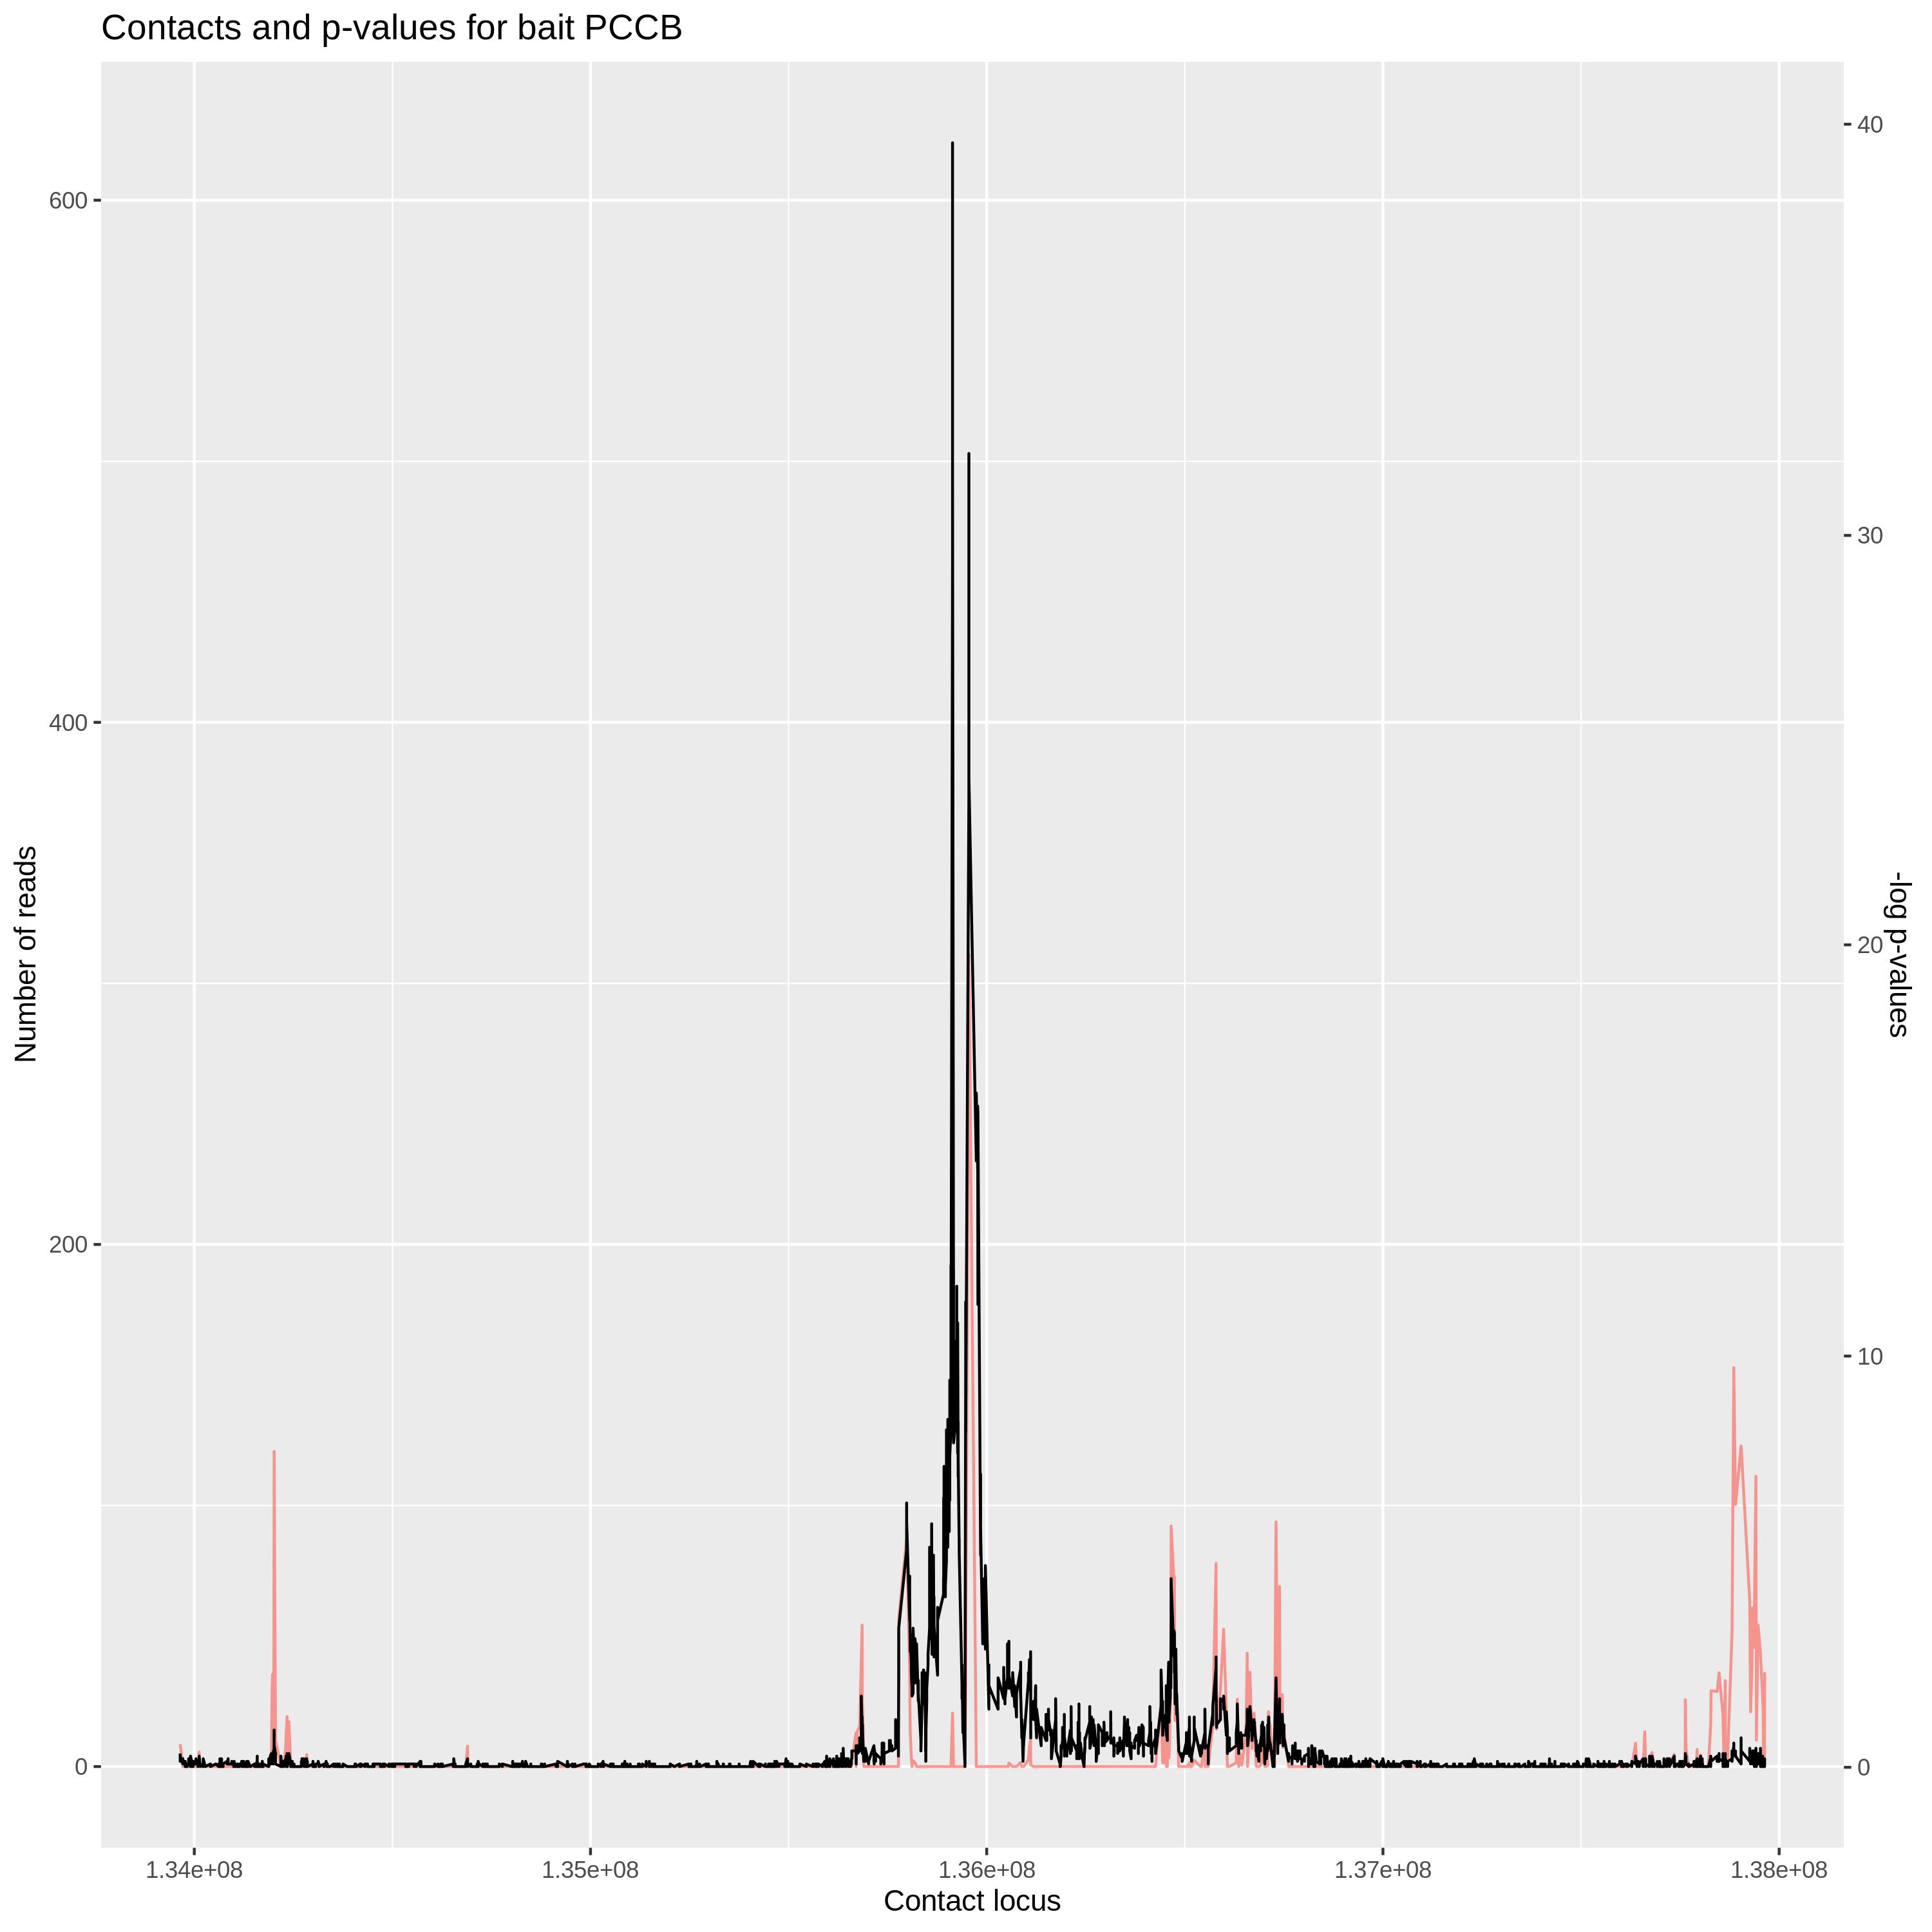 Contacts and p-values for bait PCCB
Number of reads
600
400
200
0
40
30
20
10
0
-log p-values
1.34e+08
1.35e+08
1.36e+08
1.37e+08
1.38e+08
Contact locus